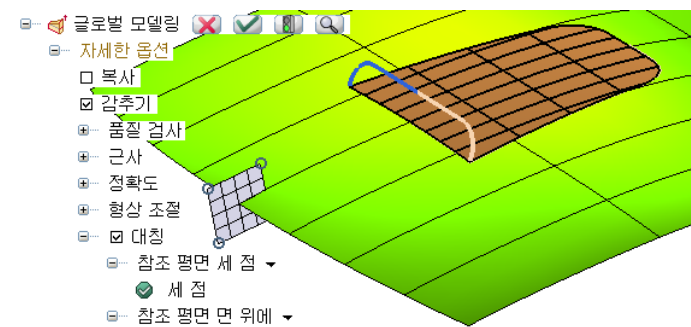 글로벌 모델링
자세한 옵션
복사
감추기
품질 검사
근사
정확도
형상 조절
대칭
참조 평면 세 점
세 점
참조 평면 면 위에